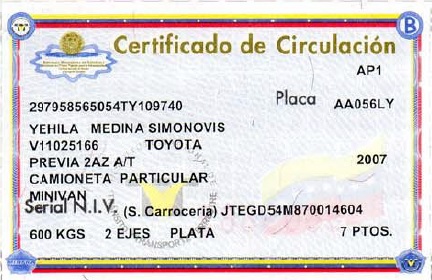 Certificado de Circulación
AP1
297958565054TY109740 Placa AA056LY
YEHILA MEDINA SIMONOVIS
V11025166 TOYOTA
PREVIA 2AZ A/T 2007
CAMIONETA PARTICULAR
MINIVAN
Serial N.I.V. (S. Carroceria) JTEGD54M870014604
600 KGS 2 EJES PLATA 7 PTOS.
B